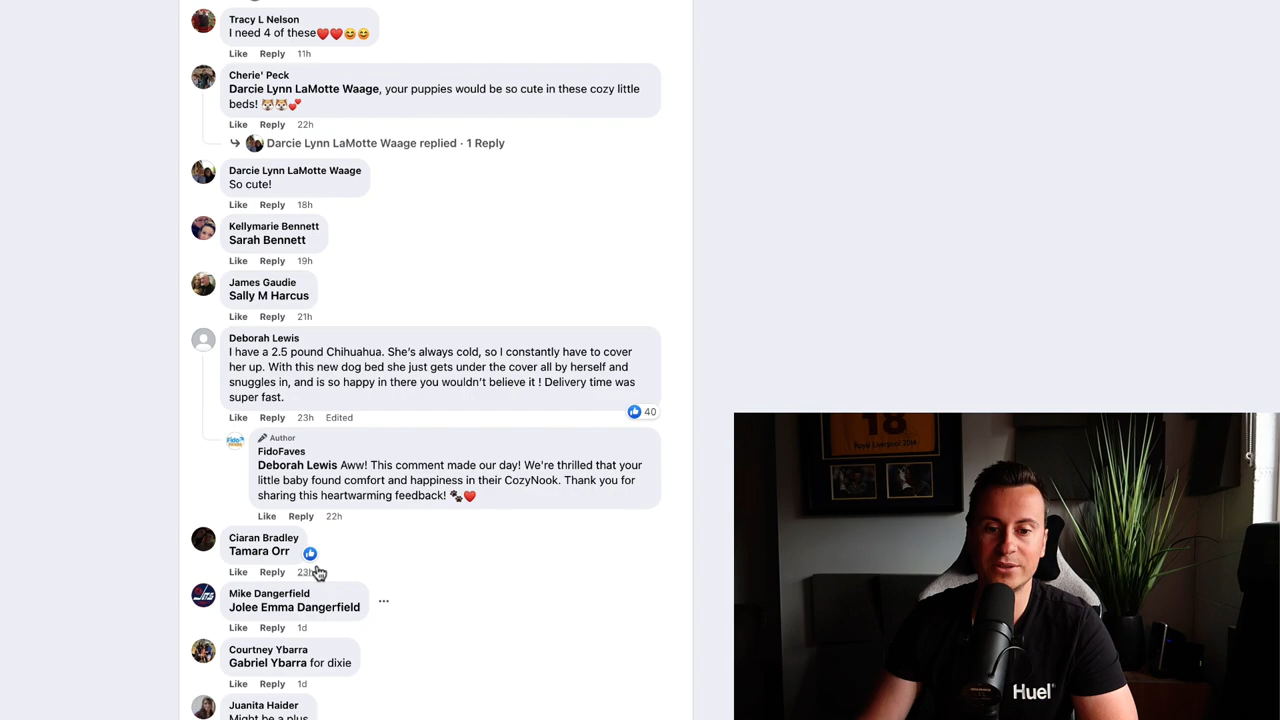 Tracy L Nelson
I need 4 of these♥️♥️😊😊
Like Reply 11h
Cherie' Peck
Darcie Lynn LaMotte Waage, your puppies would be so cute in these cozy little
beds! 🐶🐶💕
Like Reply 22h
Darcie Lynn LaMotte Waage replied · 1 Reply
Darcie Lynn LaMotte Waage
So cute!
Like Reply 18h
Kellymarie Bennett
Sarah Bennett
Like Reply 19h
James Gaudie
Sally M Harcus
Like Reply 21h
Deborah Lewis
I have a 2.5 pound Chihuahua. She's always cold, so I constantly have to cover
her up. With this new dog bed she just gets under the cover all by herself and
snuggles in, and is so happy in there you wouldn't believe it ! Delivery time was
super fast.
40
Like Reply 23h Edited
Author
FidoFaves
Deborah Lewis Aww! This comment made our day! We're thrilled that your
little baby found comfort and happiness in their CozyNook. Thank you for
sharing this heartwarming feedback! 🐾♥️
Like Reply 22h
Ciaran Bradley
Tamara Orr
Like Reply 23h
Mike Dangerfield
Jolee Emma Dangerfield
Like Reply 1d
Courtney Ybarra
Gabriel Ybarra for dixie
Like Reply 1d
Juanita Haider
Might be a plus
18
Huel